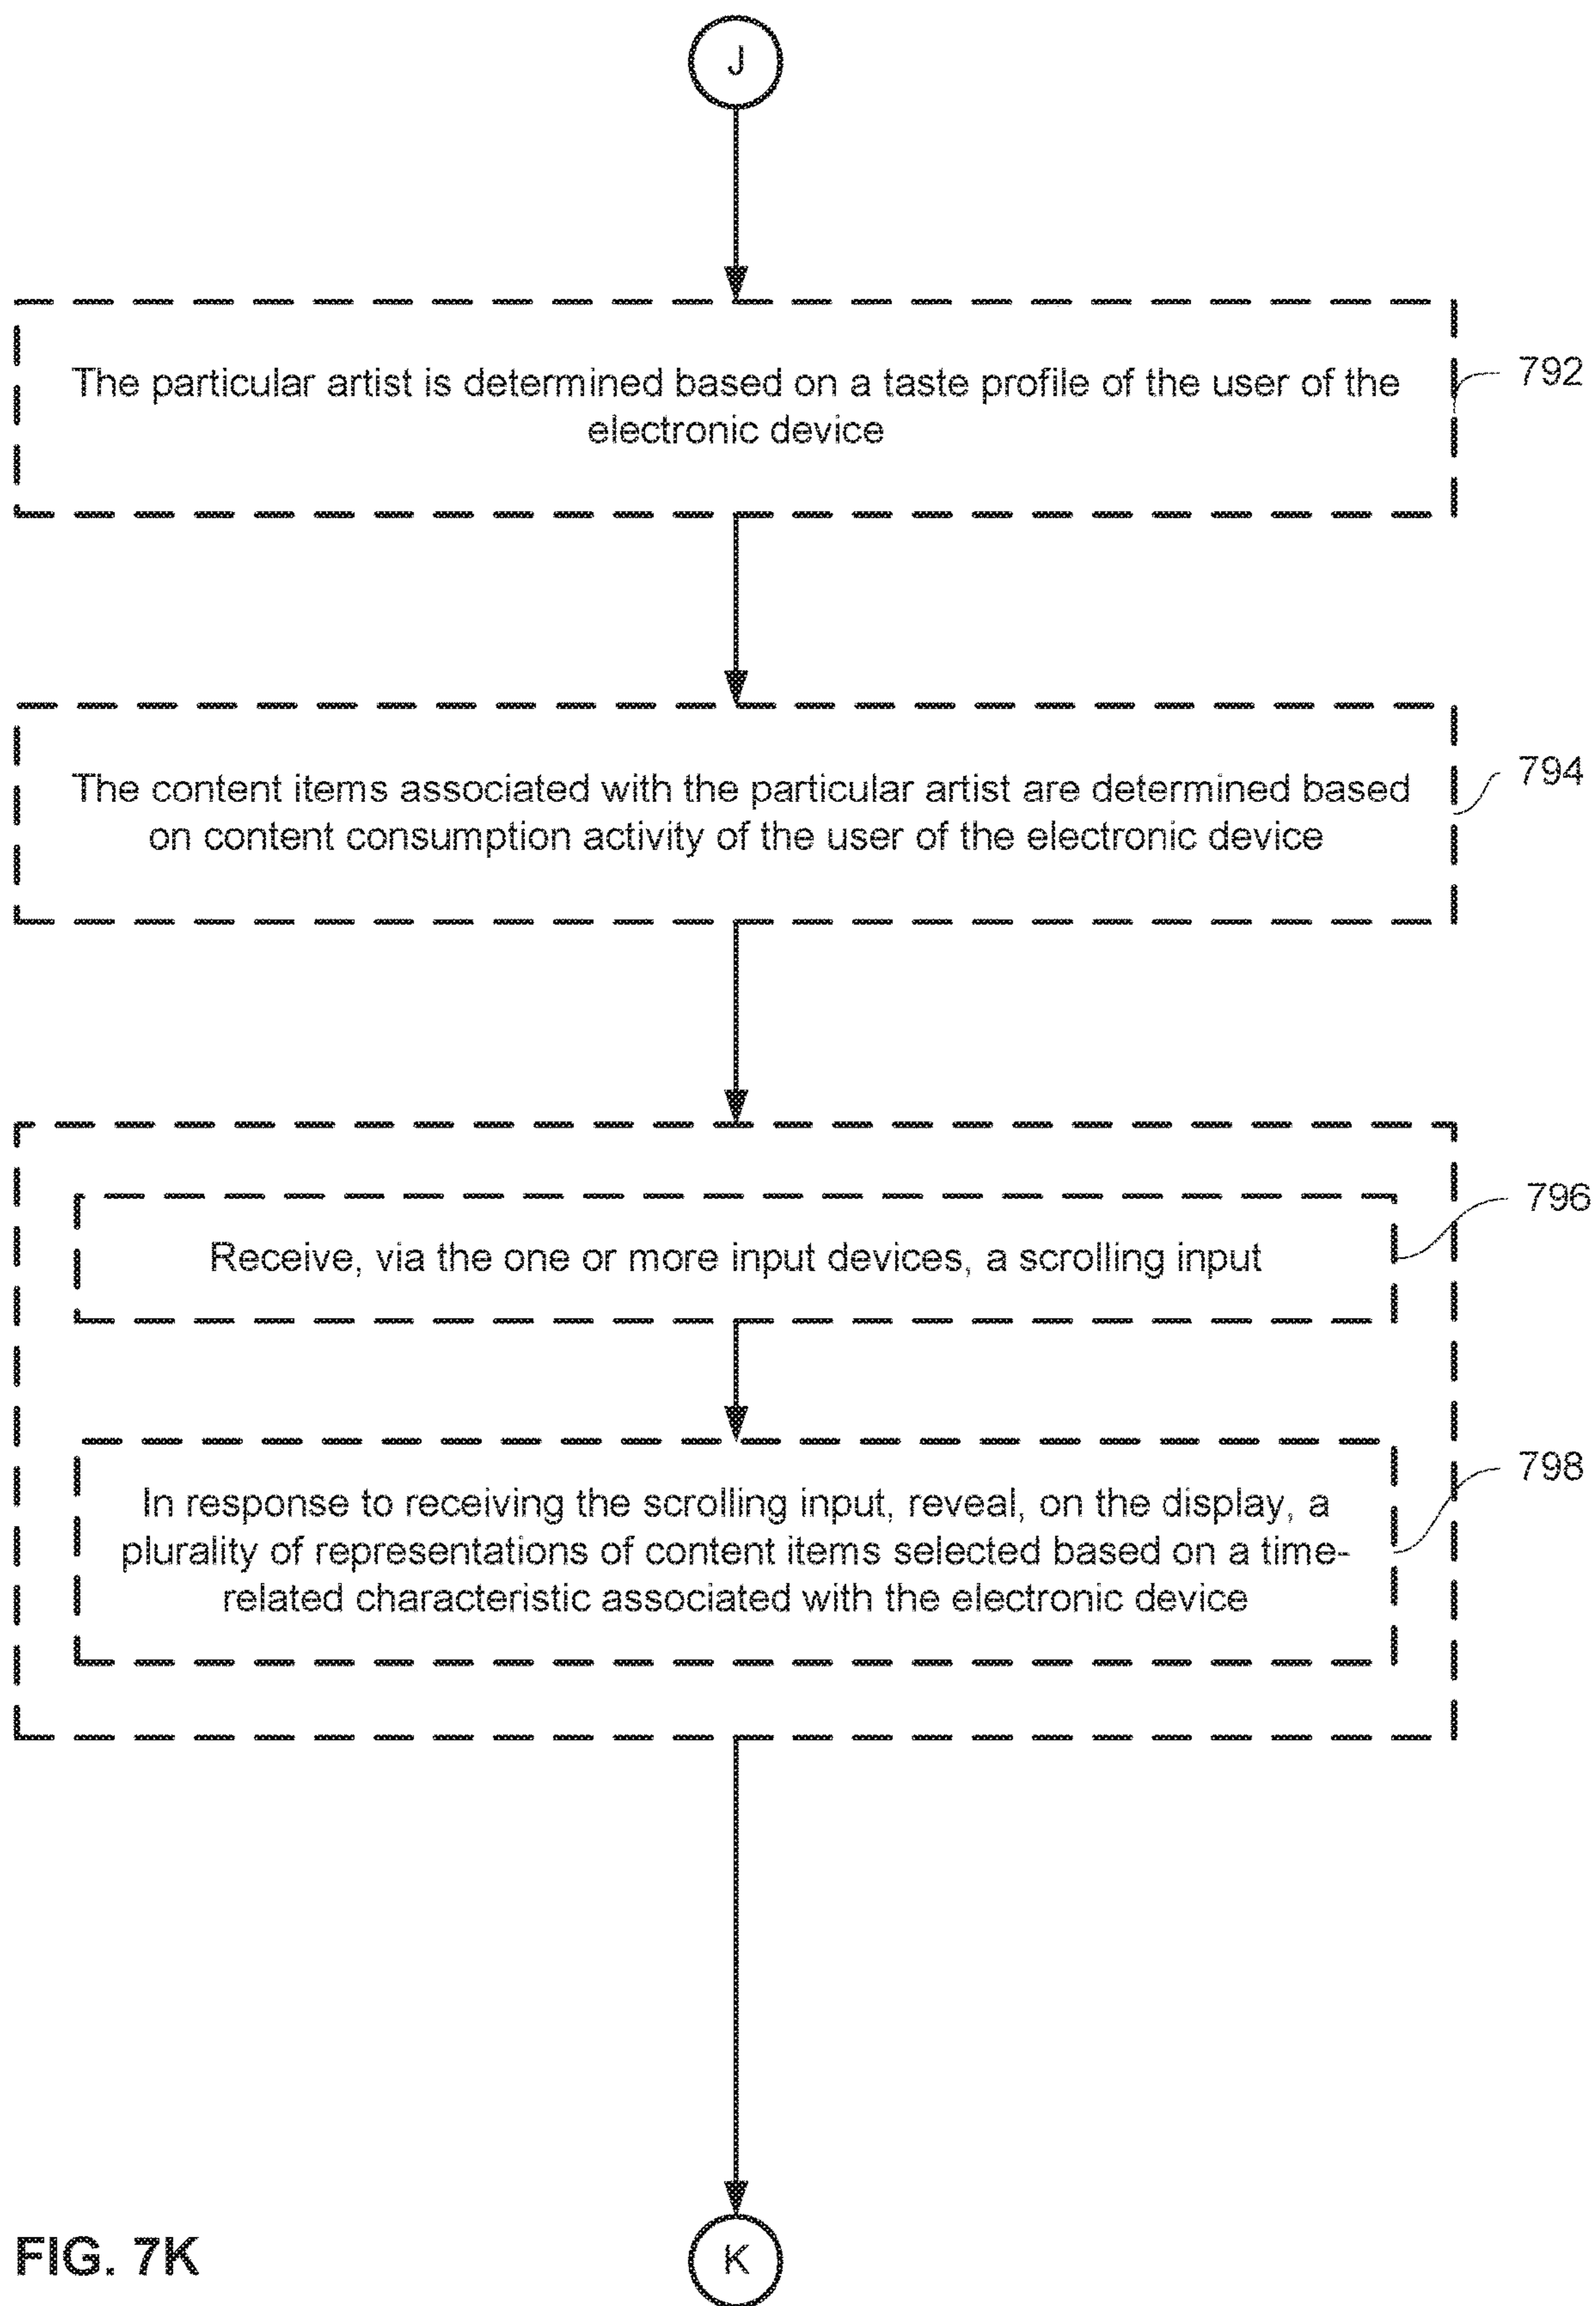 J
The particular artist is determined based on a taste profile of the user of the
electronic device
792
The content items associated with the particular artist are determined based
on content consumption activity of the user of the electronic device
794
Receive, via the one or more input devices, a scrolling input
796
In response to receiving the scrolling input, reveal, on the display, a
plurality of representations of content items selected based on a time-
related characteristic associated with the electronic device
798
K
FIG. 7K